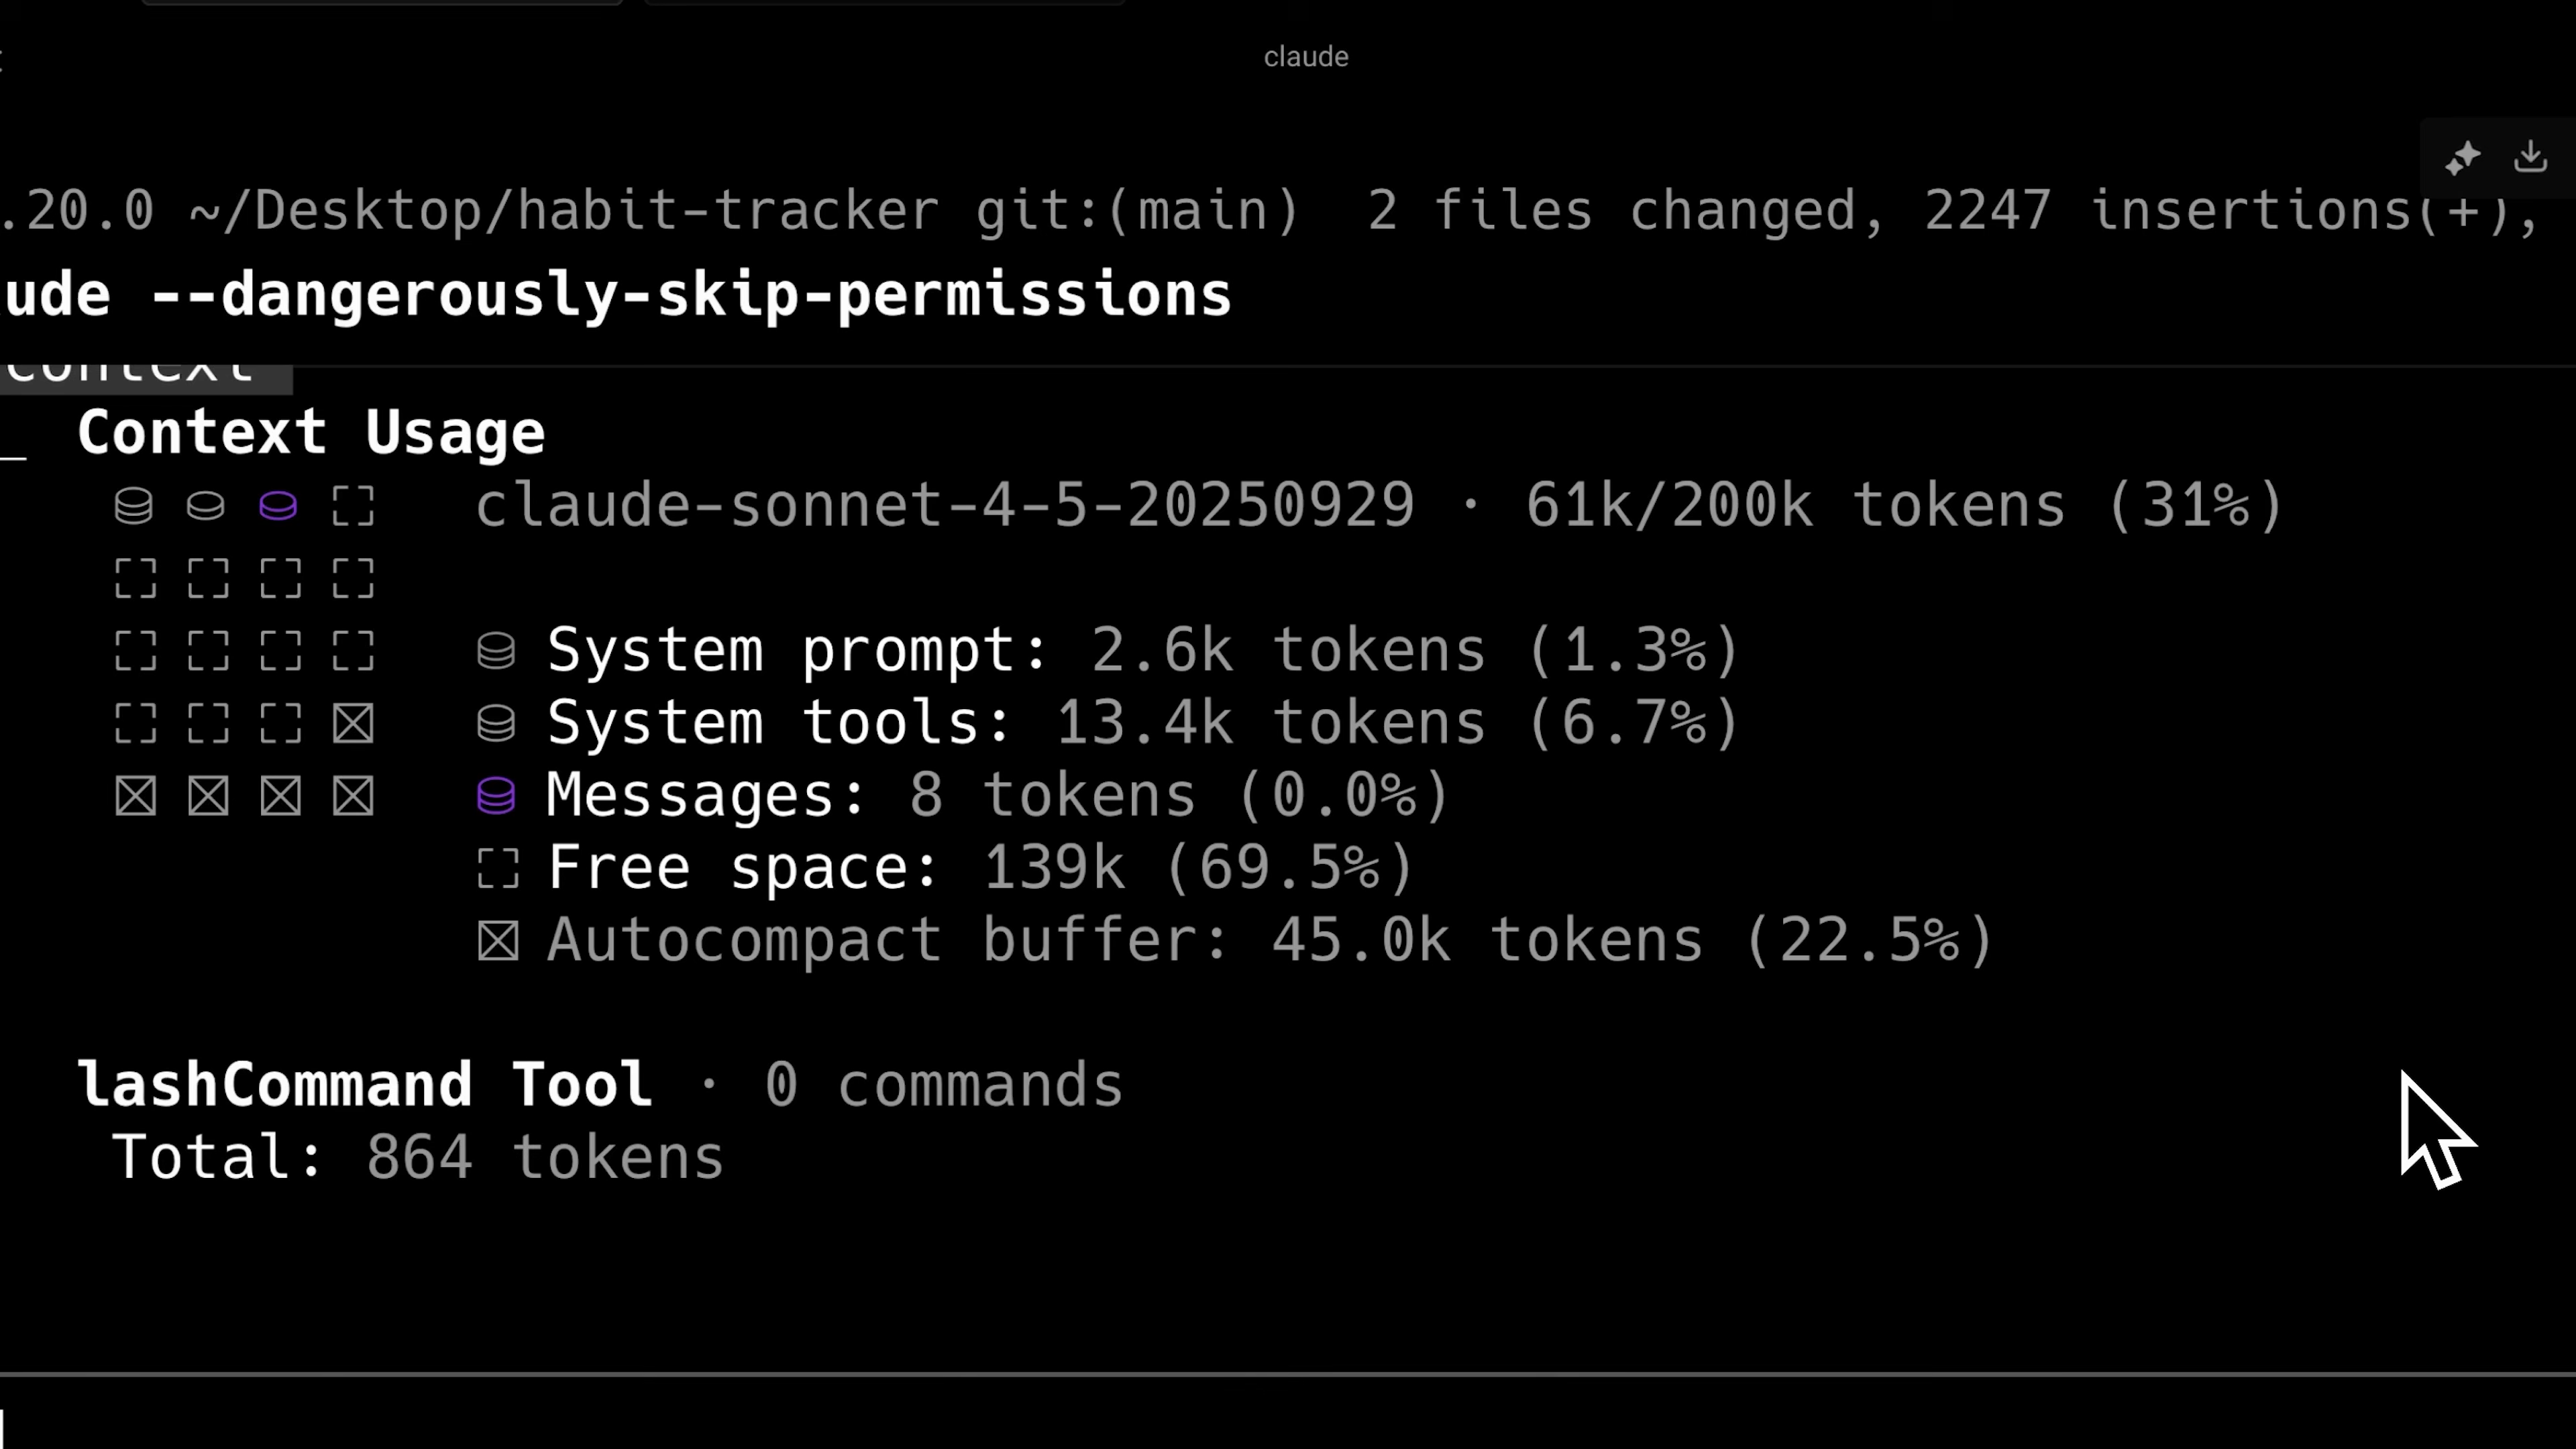 claude
.20.0 ~/Desktop/habit-tracker git:(main) 2 files changed, 2247 insertions(+),
ude --dangerously-skip-permissions
context
Context Usage
claude-sonnet-4-5-20250929 · 61k/200k tokens (31%)
System prompt: 2.6k tokens (1.3%)
System tools: 13.4k tokens (6.7%)
Messages: 8 tokens (0.0%)
Free space: 139k (69.5%)
Autocompact buffer: 45.0k tokens (22.5%)
lashCommand Tool · 0 commands
Total: 864 tokens